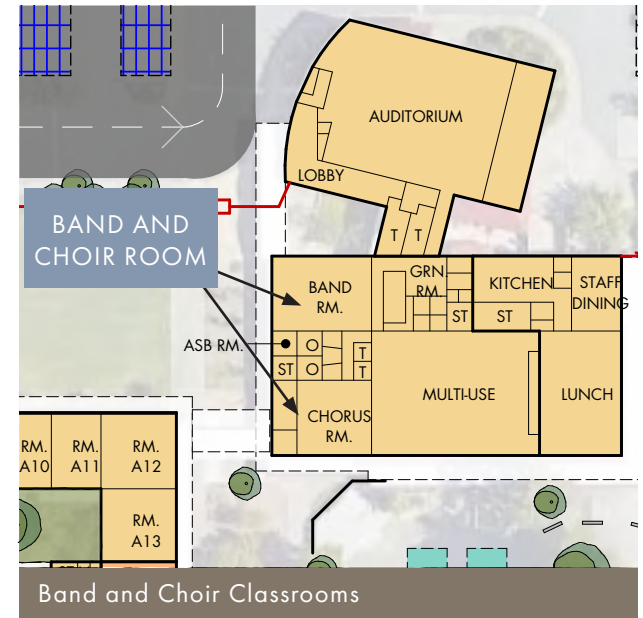 AUDITORIUM
LOBBY
BAND AND
CHOIR ROOM
T T
BAND
RM.
GRN.
RM.
KITCHEN
STAFF
DINING
ST
ST
ASB RM.
O
T
ST
O
T
MULTI-USE
LUNCH
CHORUS
RM.
RM.
A10
RM.
A11
RM.
A12
RM.
A13
Band and Choir Classrooms